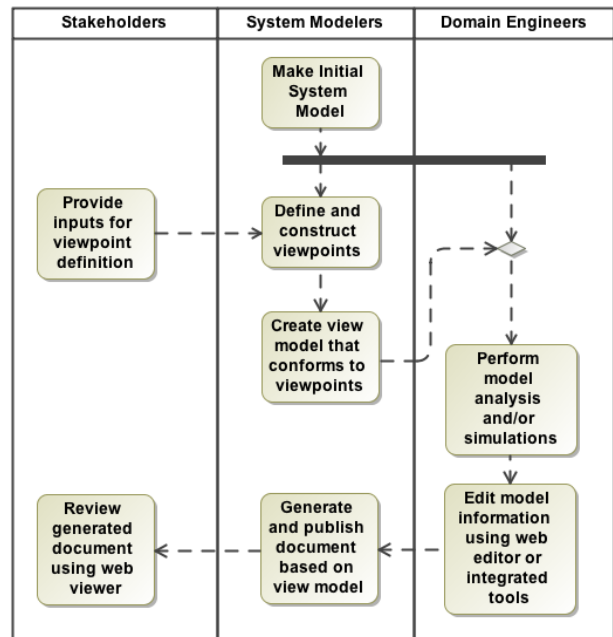 Stakeholders
System Modelers
Domain Engineers
Make Initial
System
Model
Provide
inputs for
viewpoint
definition
Define and
construct
viewpoints
Create view
model that
conforms to
viewpoints
Perform
model
analysis
and/or
simulations
Review
generated
document
using web
viewer
Generate
and publish
document
based on
view model
Edit model
information
using web
editor or
integrated
tools